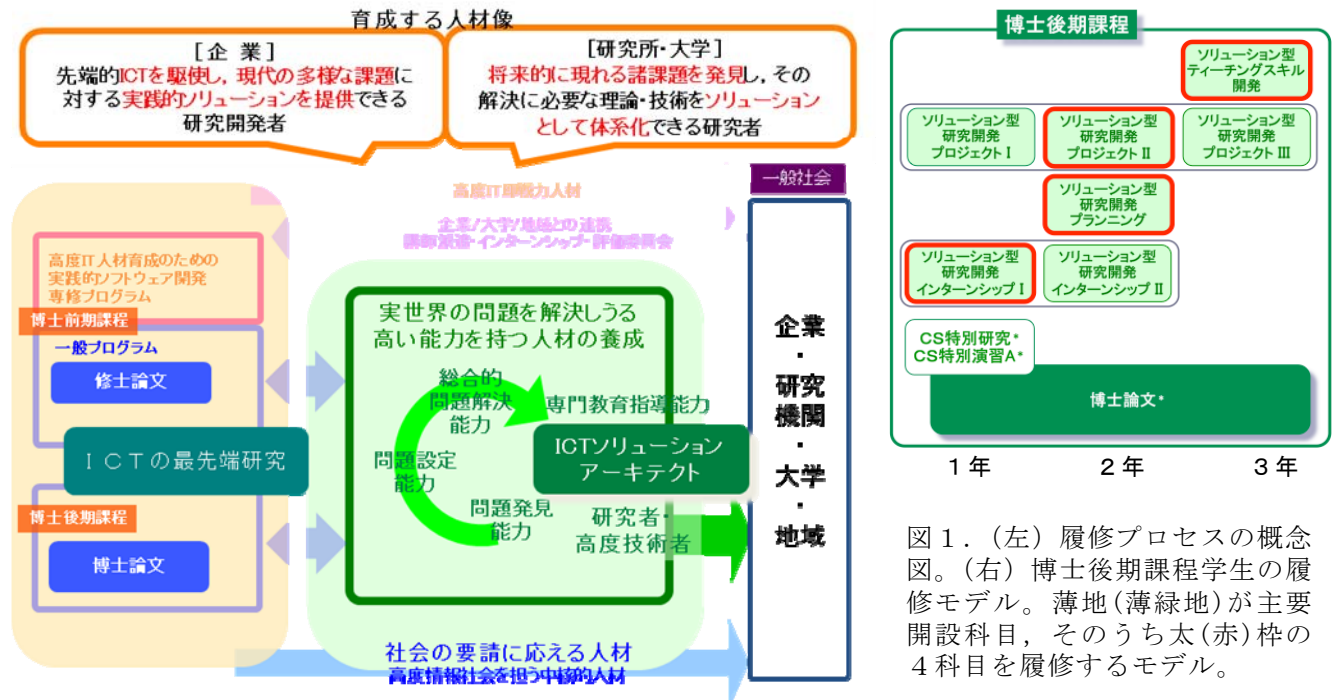 育成する人材像
[企 業]
先端的ICTを駆使し，現代の多様な課題に
対する実践的ソリューションを提供できる
研究開発者
[研究所・大学]
将来的に現れる諸課題を発見し，その
解決に必要な理論・技術をソリューション
として体系化できる研究者
高度IT即戦力人材
企業/大学/地域との連携
講師派遣・インターンシップ・評価委員会
一般社会
高度IT人材育成のための
実践的ソフトウェア開発
専修プログラム
博士前期課程
一般プログラム
修士論文
ＩＣＴの最先端研究
博士後期課程
博士論文
実世界の問題を解決しうる
高い能力を持つ人材の養成
総合的
問題解決
能力
専門教育指導能力
ICTソリューション
アーキテクト
問題設定
能力
問題発見
能力
研究者・
高度技術者
企業
・
研究
機関
・
大学
・
地域
社会の要請に応える人材
高度情報社会を担う中核的人材
博士後期課程
ソリューション型
ティーチングスキル
開発
ソリューション型
研究開発
プロジェクト I
ソリューション型
研究開発
プロジェクト II
ソリューション型
研究開発
プロジェクト III
ソリューション型
研究開発
プランニング
ソリューション型
研究開発
インターンシップ I
ソリューション型
研究開発
インターンシップ II
CS特別研究*
CS特別演習A*
博士論文*
1 年
2 年
3 年
図１．（左）履修プロセスの概念
図。（右）博士後期課程学生の履
修モデル。薄地(薄緑地)が主要
開設科目，そのうち太(赤)枠の
４科目を履修するモデル。